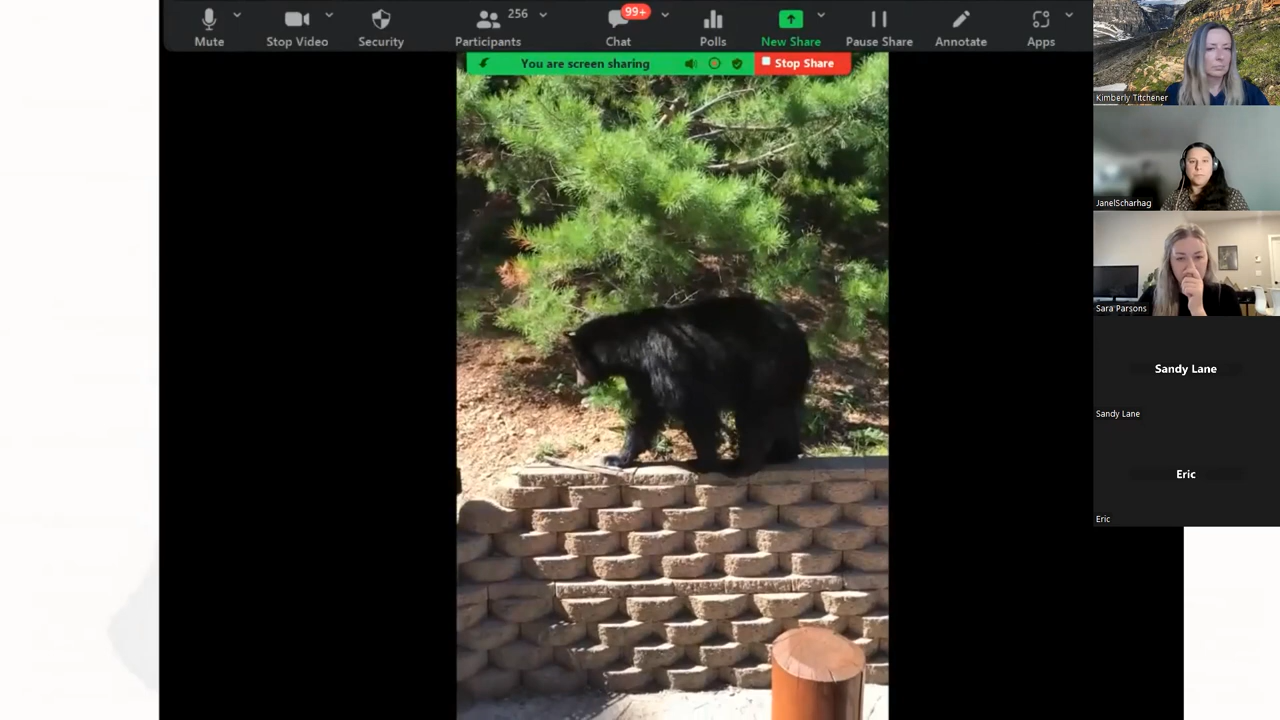 Mute
Stop Video
Security
256
Participants
99+
Chat
Polls
New Share
Pause Share
Annotate
Apps
You are screen sharing
Stop Share
Kimberly Titchener
JanelScharhag
Sara Parsons
Sandy Lane
Sandy Lane
Eric
Eric